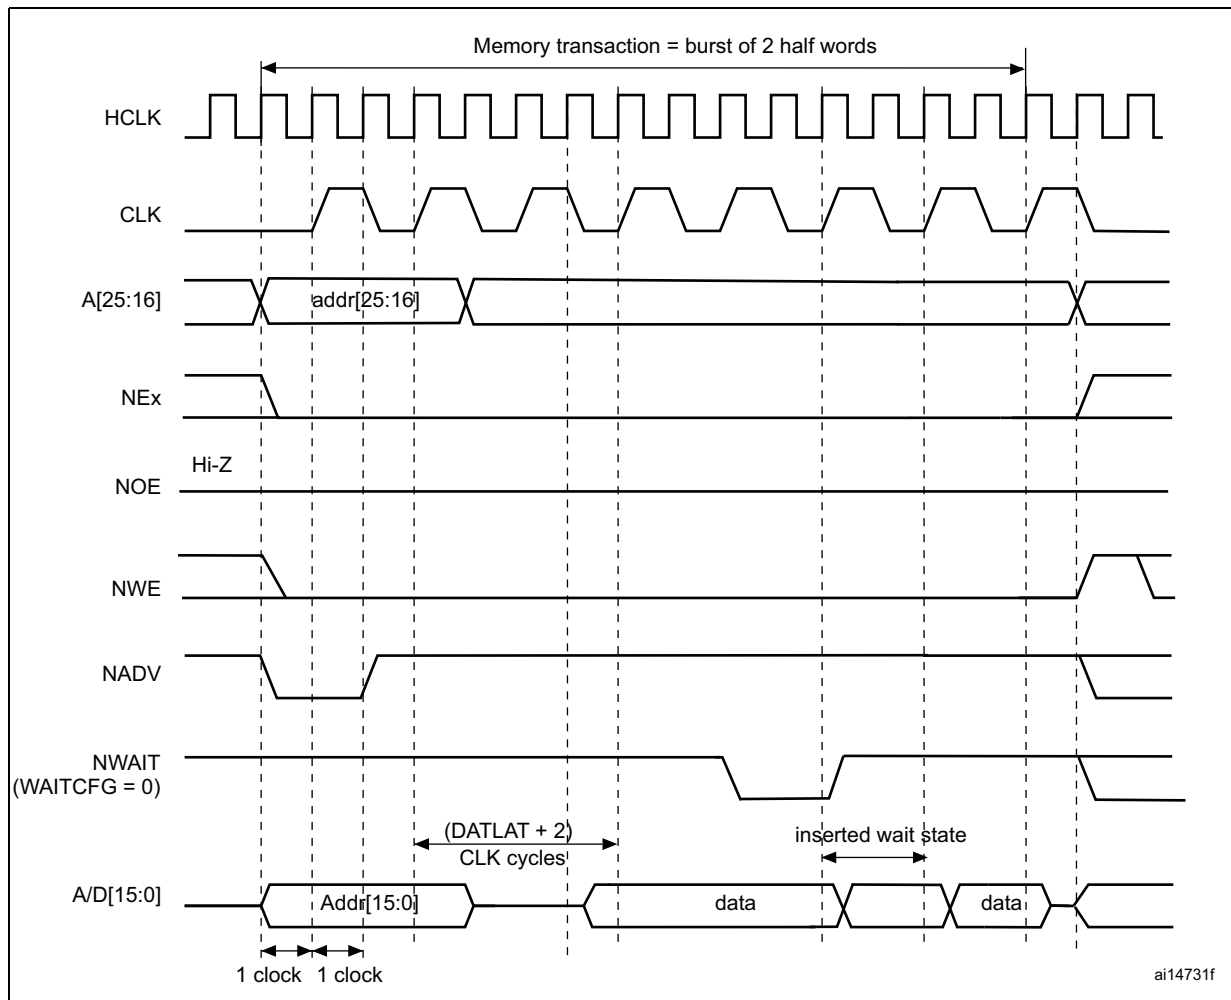 Memory transaction = burst of 2 half words
HCLK
CLK
A[25:16]
addr[25:16]
NEx
Hi-Z
NOE
NWE
NADV
NWAIT
(WAITCFG = 0)
(DATLAT + 2)
CLK cycles
inserted wait state
A/D[15:0]
Addr[15:0]
data
data
1 clock
1 clock
ai14731f